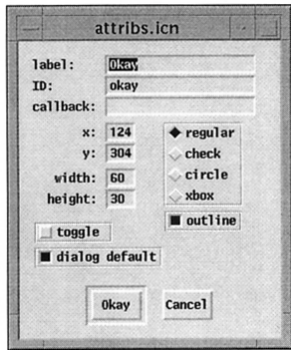 attribs.icn
label: Okay
ID: okay
callback:
x: 124
y: 304
width: 60
height: 30
regular
check
circle
xbox
toggle
outline
dialog default
Okay Cancel